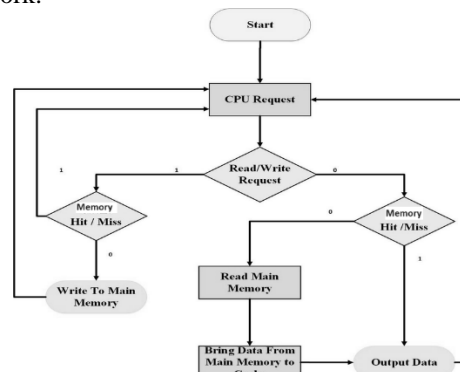 Start
CPU Request
Read/Write
Request
1
0
1
Memory
Hit / Miss
0
Memory
Hit /Miss
0
1
Write To Main
Memory
Read Main
Memory
Bring Data From
Main Memory to
Output Data